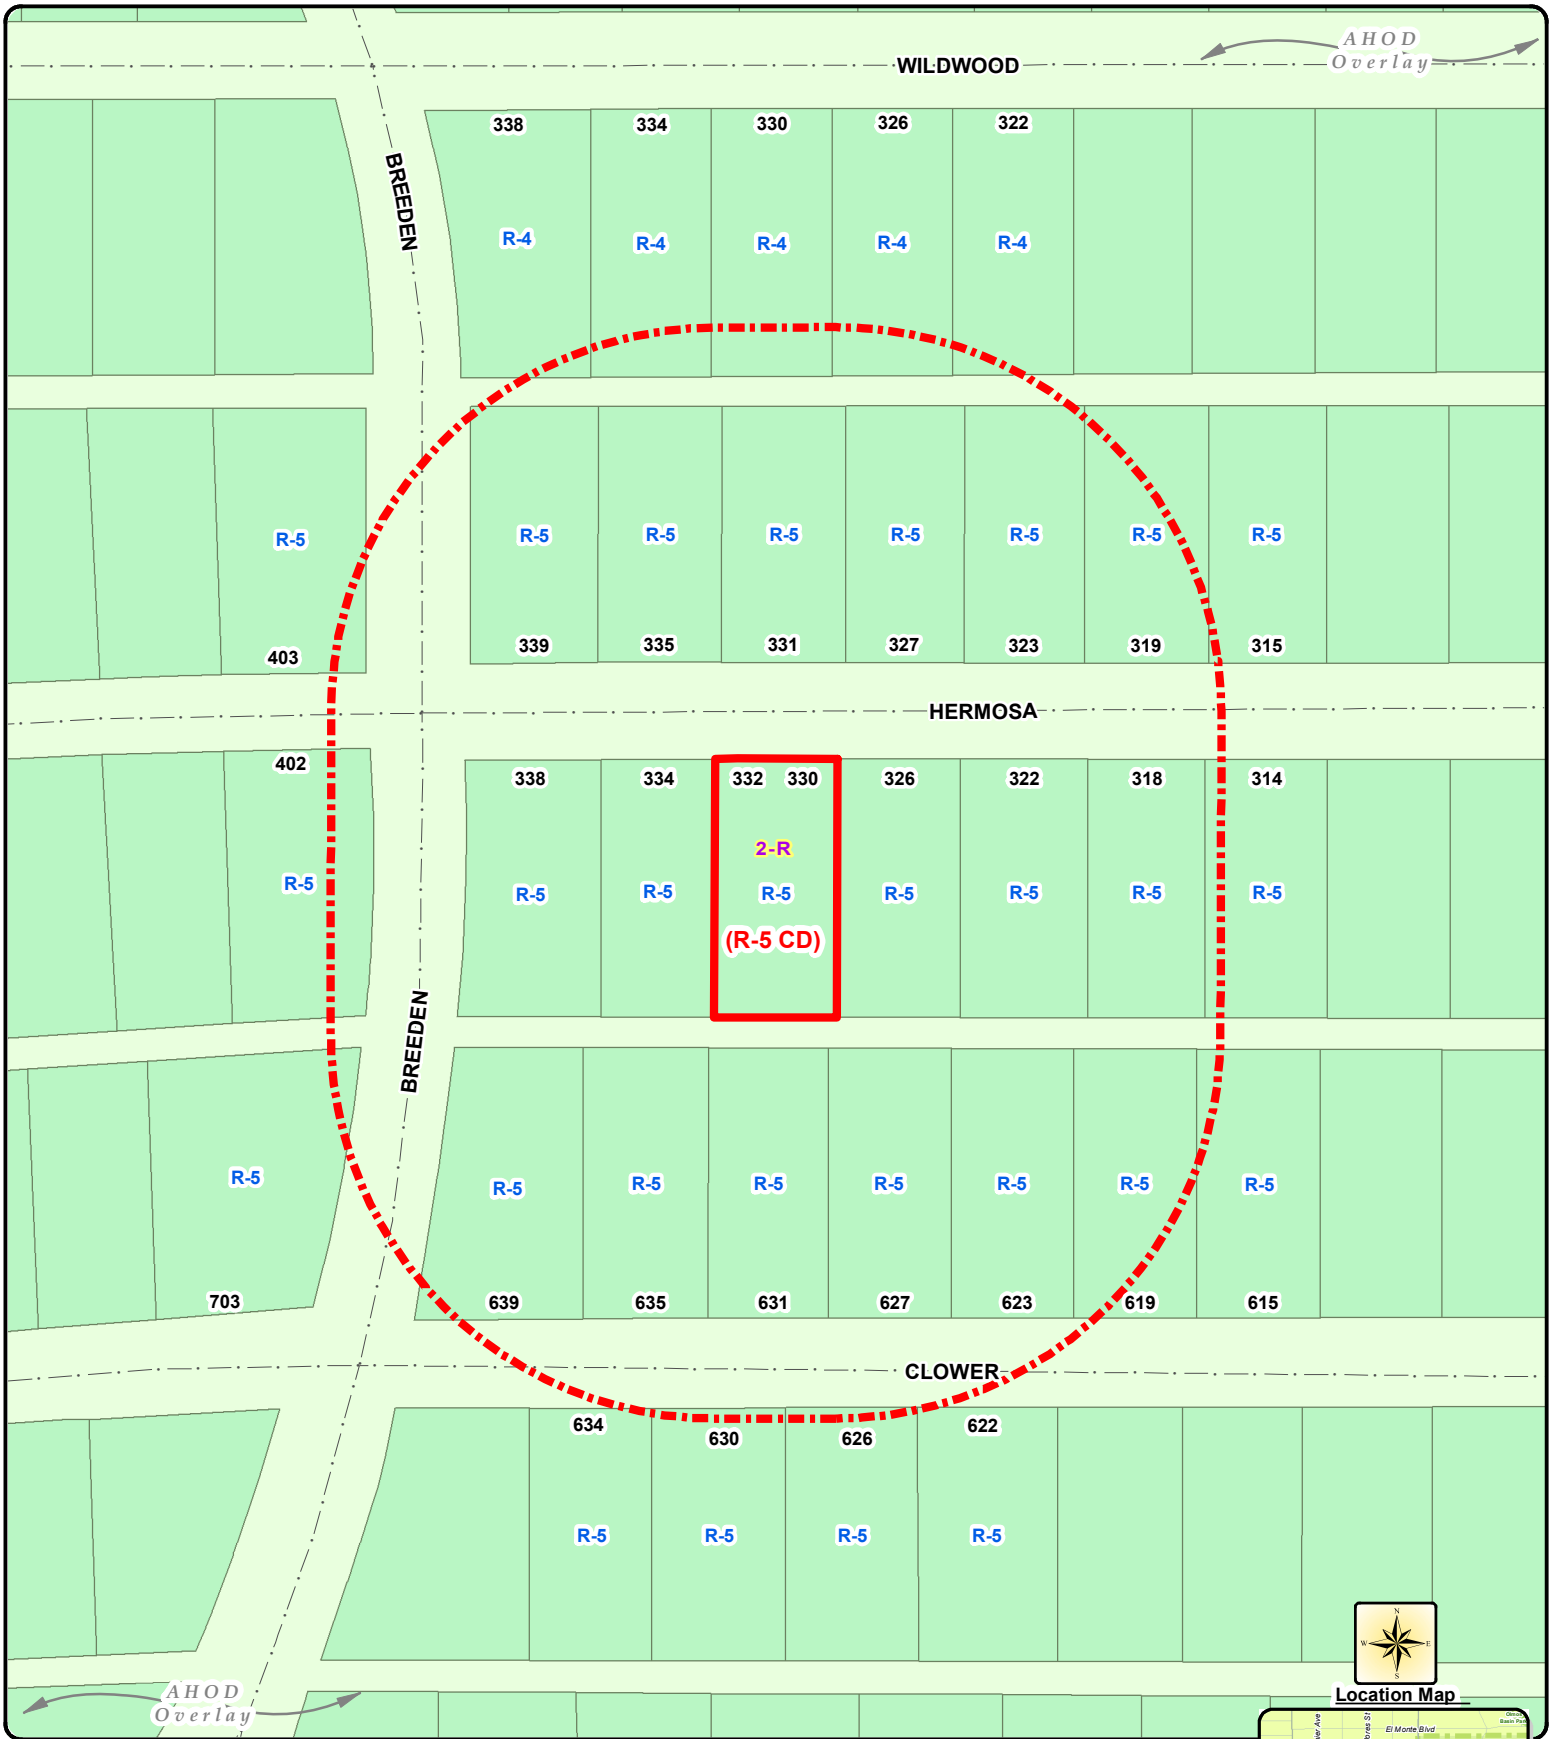 AHOD
Overlay
WILDWOOD
338 334 330 326 322
BREEDEN
R-4 R-4 R-4 R-4 R-4
R-5 R-5 R-5 R-5 R-5 R-5 R-5 R-5
403 339 335 331 327 323 319 315
HERMOSA
402 338 334 332 330 326 322 318 314
2-R
R-5 R-5 R-5 R-5 R-5 R-5 R-5 R-5
(R-5 CD)
BREEDEN
R-5 R-5 R-5 R-5 R-5 R-5 R-5 R-5
703 639 635 631 627 623 619 615
CLOWER
634 630 626 622
R-5 R-5 R-5 R-5
N
W E
S
AHOD
Overlay
Location Map
El Monte Blvd